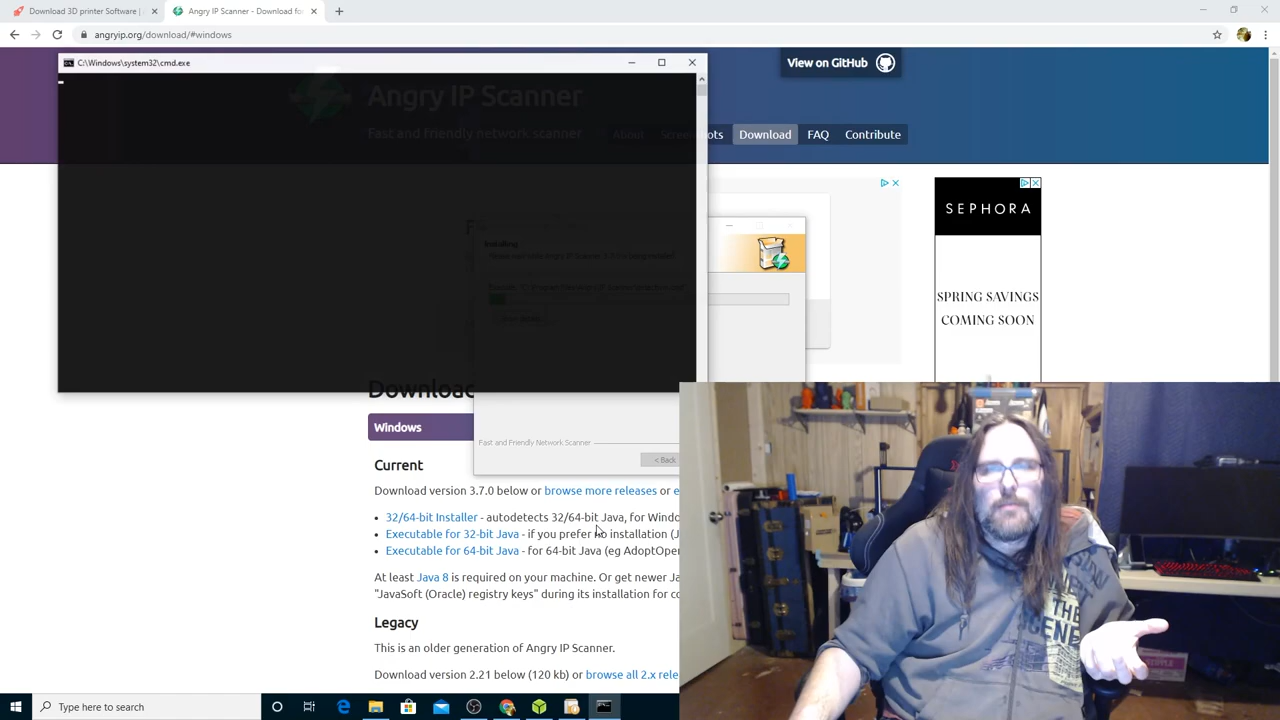 Download 3D printer Software |
Angry IP Scanner - Download fo
angryip.org/download/#windows
C:\Windows\system32\cmd.exe
View on GitHub
Angry IP Scanner
Fast and friendly network scanner
About
Screenshots
Download
FAQ
Contribute
SEPHORA
SPRING SAVINGS
COMING SOON
Installing
Download
Windows
Fast and Friendly Network Scanner
< Back
Current
Download version 3.7.0 below or browse more releases or e
32/64-bit Installer - autodetects 32/64-bit Java, for Windo
Executable for 32-bit Java - if you prefer no installation (J
Executable for 64-bit Java - for 64-bit Java (eg AdoptOpen
At least Java 8 is required on your machine. Or get newer Ja
"JavaSoft (Oracle) registry keys" during its installation for co
Legacy
This is an older generation of Angry IP Scanner.
Download version 2.21 below (120 kb) or browse all 2.x rele
THE
SCENE
Type here to search